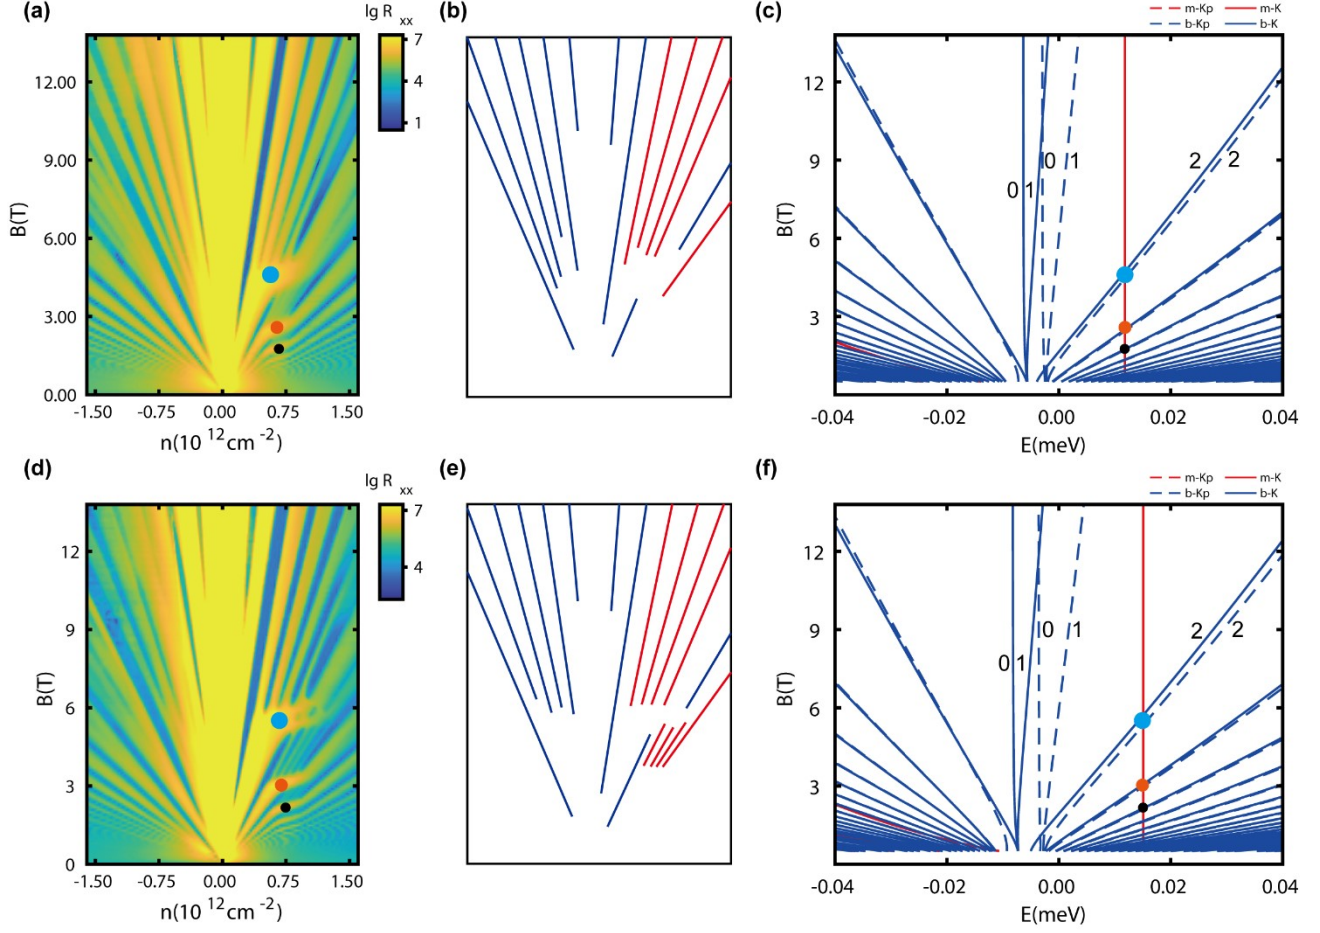 (a)
lg R xx
7
4
1
12.00
9.00
6.00
3.00
0.00
B(T)
-1.50 -0.75 0.00 0.75 1.50
n(10 12 cm -2)
(b)
(c)
m-Kp m-K
b-Kp b-K
12
9
6
3
B(T)
0 1 0 1 2 2
-0.04 -0.02 0.00 0.02 0.04
E(meV)
(d)
lg R xx
7
4
12
9
6
3
0
B(T)
-1.50 -0.75 0.00 0.75 1.50
n(10 12 cm -2)
(e)
(f)
m-Kp m-K
b-Kp b-K
12
9
6
3
B(T)
0 1 0 1 2 2
-0.04 -0.02 0.00 0.02 0.04
E(meV)